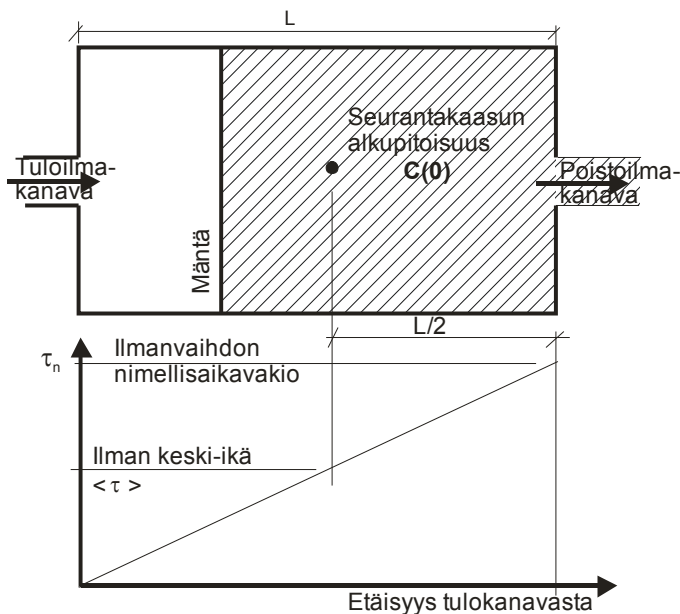 L
Seurantakaasun
alkupitoisuus
C(0)
Tuloilma-
kanava
Poistoilma-
kanava
Mäntä
L/2
τn
Ilmanvaihdon
nimellisaikavakio
Ilman keski-ikä
< τ >
Etäisyys tulokanavasta